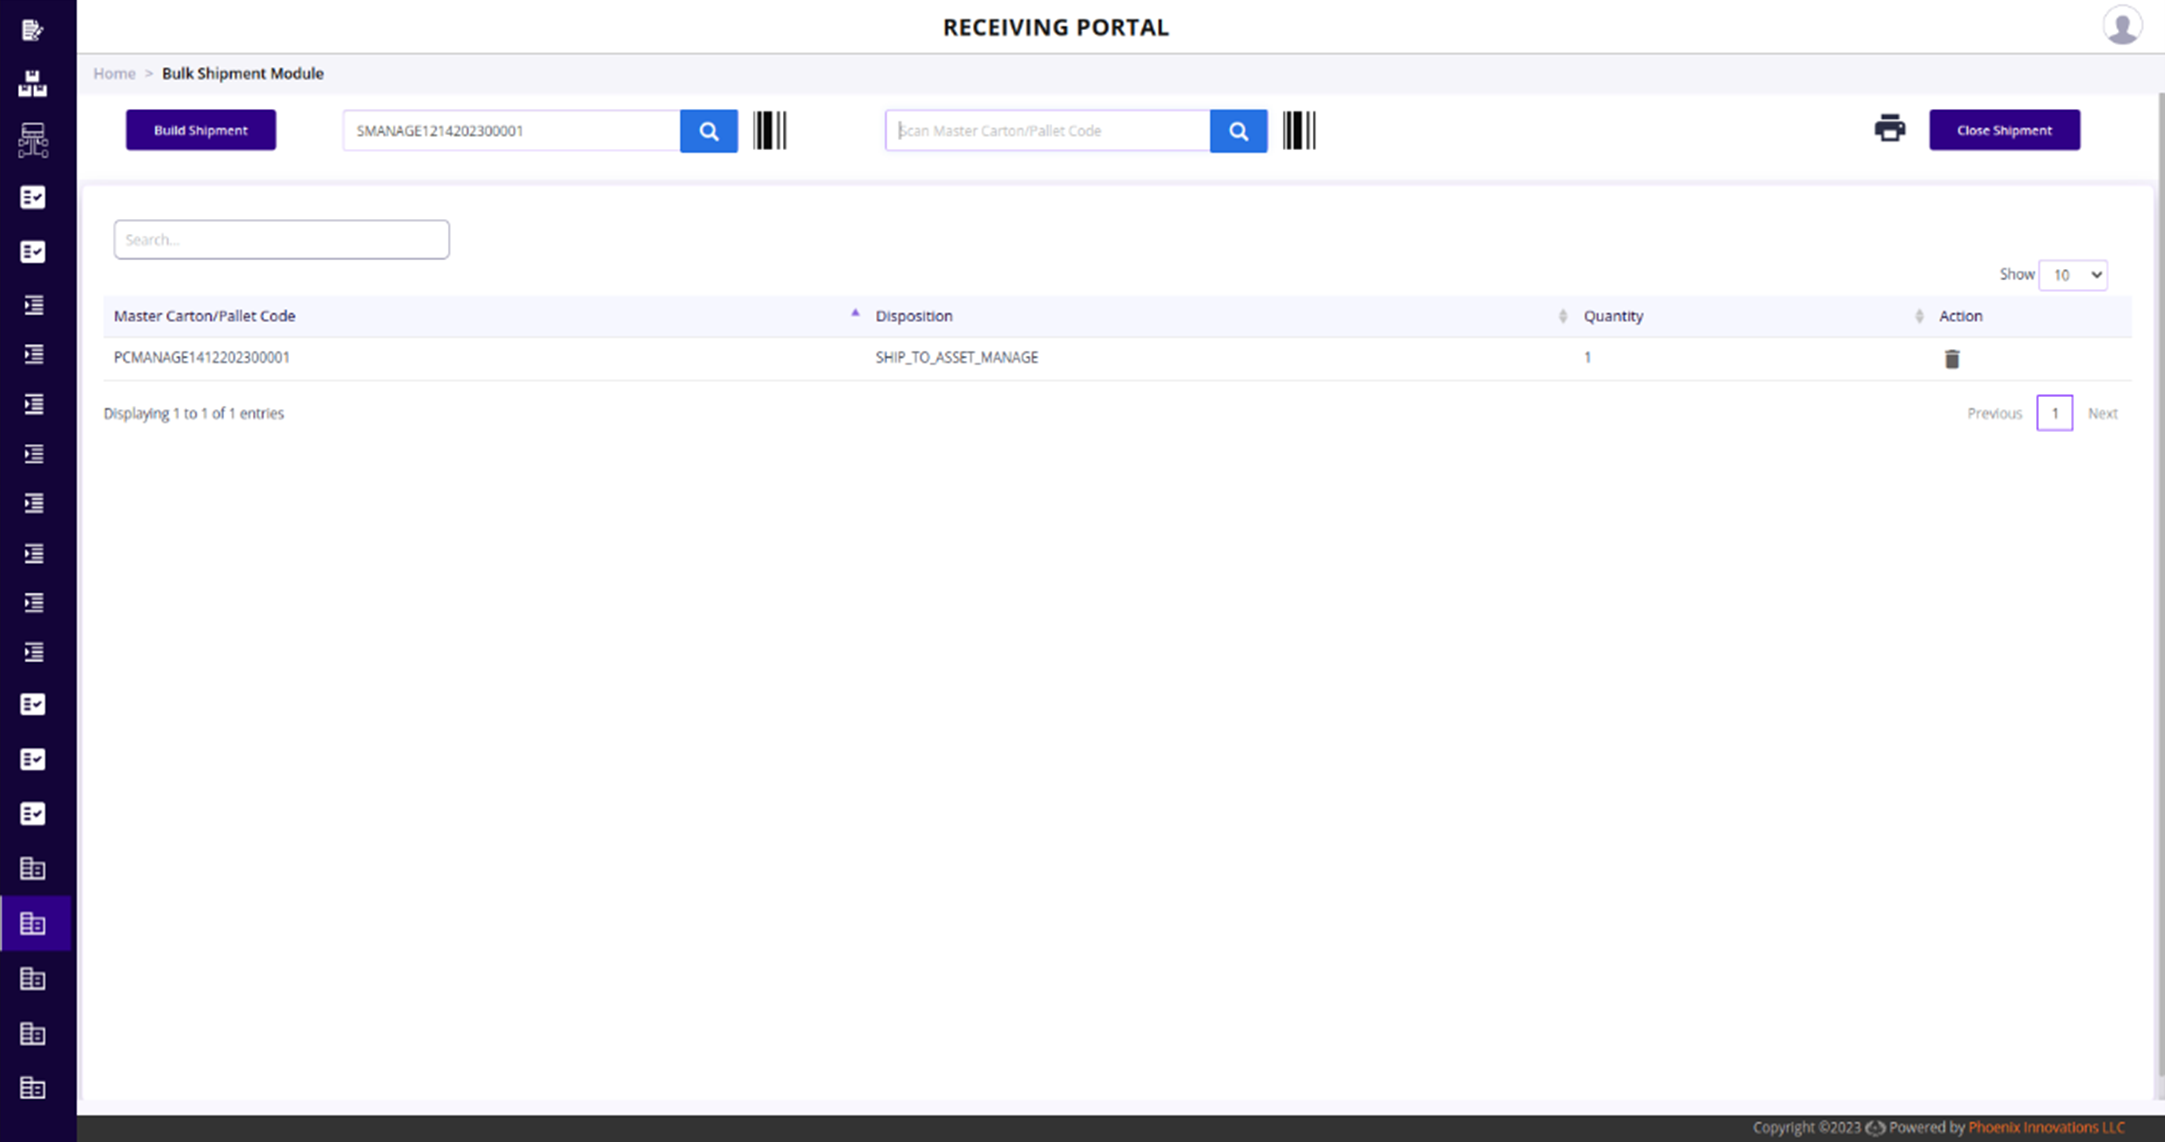 RECEIVING PORTAL
Home > Bulk Shipment Module
Build Shipment
SMANAGE1214202300001
Scan Master Carton/Pallet Code
Close Shipment
Search...
Show 10
Master Carton/Pallet Code Disposition Quantity Action
PCMANAGE1412202300001 SHIP_TO_ASSET_MANAGE 1
Displaying 1 to 1 of 1 entries
Previous 1 Next
Copyright ©2023 Powered by Phoenix Innovations LLC